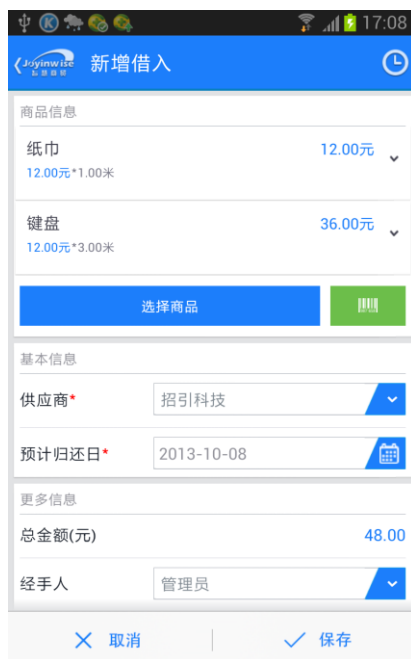 17:08
Joyinwise
新增借入
商品信息
纸巾
12.00元
12.00元*1.00米
键盘
36.00元
12.00元*3.00米
选择商品
基本信息
供应商*
招引科技
预计归还日*
2013-10-08
更多信息
总金额(元)
48.00
经手人
管理员
取消
保存